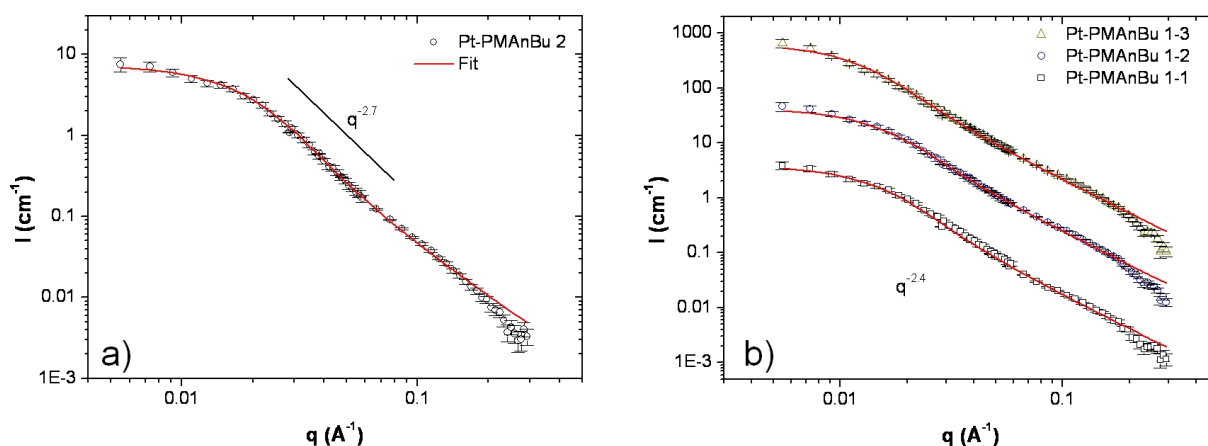 10
1
0.1
0.01
1E-3
I (cm⁻¹)
Pt-PMAnBu 2
Fit
q⁻²·⁷
a)
0.01
0.1
q (A⁻¹)
1000
100
10
1
0.1
0.01
1E-3
I (cm⁻¹)
Pt-PMAnBu 1-3
Pt-PMAnBu 1-2
Pt-PMAnBu 1-1
q⁻²·⁴
b)
0.01
0.1
q (A⁻¹)